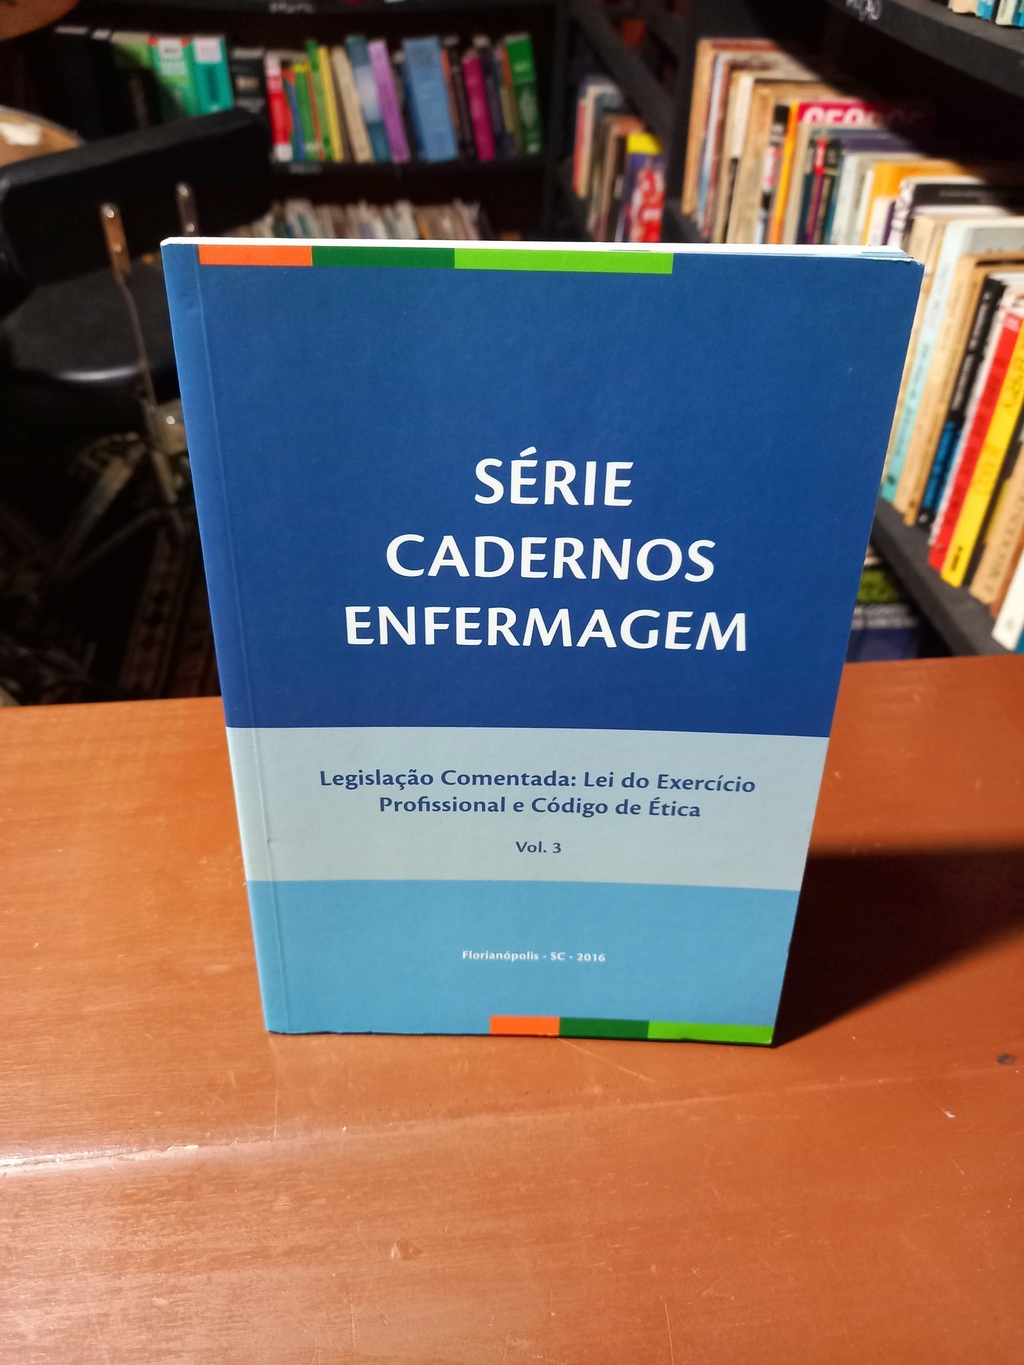 SÉRIE
CADERNOS
ENFERMAGEM
Legislação Comentada: Lei do Exercício
Profissional e Código de Ética
Vol. 3
Florianópolis - SC - 2016